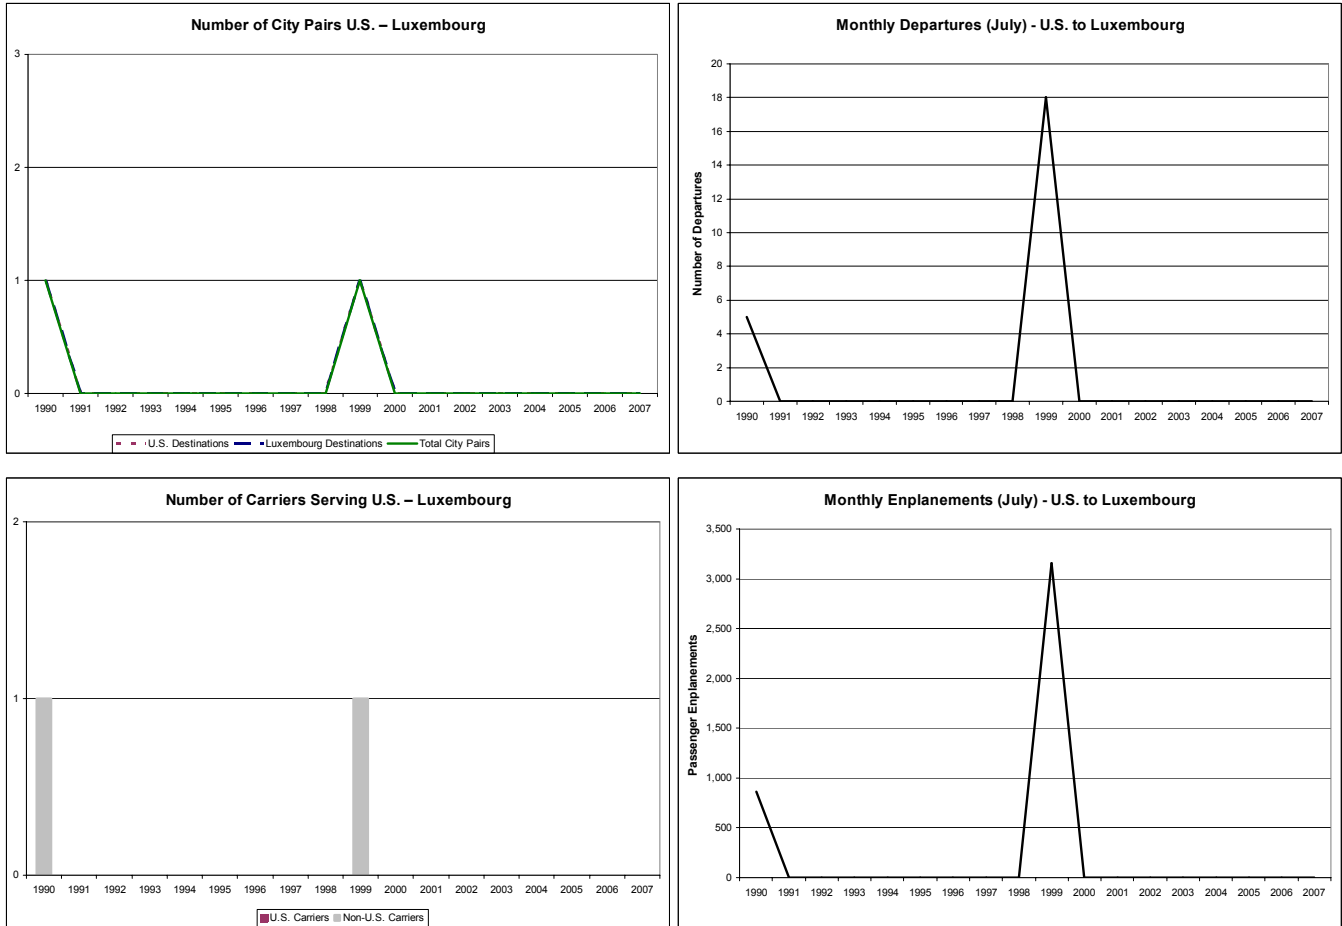 Number of City Pairs U.S. – Luxembourg
3
2
1
0
1990 1991 1992 1993 1994 1995 1996 1997 1998 1999 2000 2001 2002 2003 2004 2005 2006 2007
U.S. Destinations Luxembourg Destinations Total City Pairs
Monthly Departures (July) - U.S. to Luxembourg
Number of Departures
20
18
16
14
12
10
8
6
4
2
0
1990 1991 1992 1993 1994 1995 1996 1997 1998 1999 2000 2001 2002 2003 2004 2005 2006 2007
Number of Carriers Serving U.S. – Luxembourg
2
1
0
1990 1991 1992 1993 1994 1995 1996 1997 1998 1999 2000 2001 2002 2003 2004 2005 2006 2007
U.S. Carriers Non-U.S. Carriers
Monthly Enplanements (July) - U.S. to Luxembourg
Passenger Enplanements
3,500
3,000
2,500
2,000
1,500
1,000
500
0
1990 1991 1992 1993 1994 1995 1996 1997 1998 1999 2000 2001 2002 2003 2004 2005 2006 2007